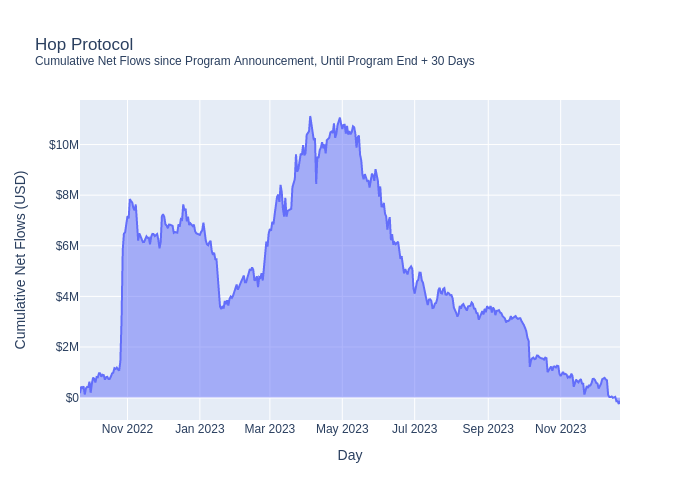 Hop Protocol
Cumulative Net Flows since Program Announcement, Until Program End + 30 Days
Cumulative Net Flows (USD)
$10M
$8M
$6M
$4M
$2M
$0
Nov 2022 Jan 2023 Mar 2023 May 2023 Jul 2023 Sep 2023 Nov 2023
Day